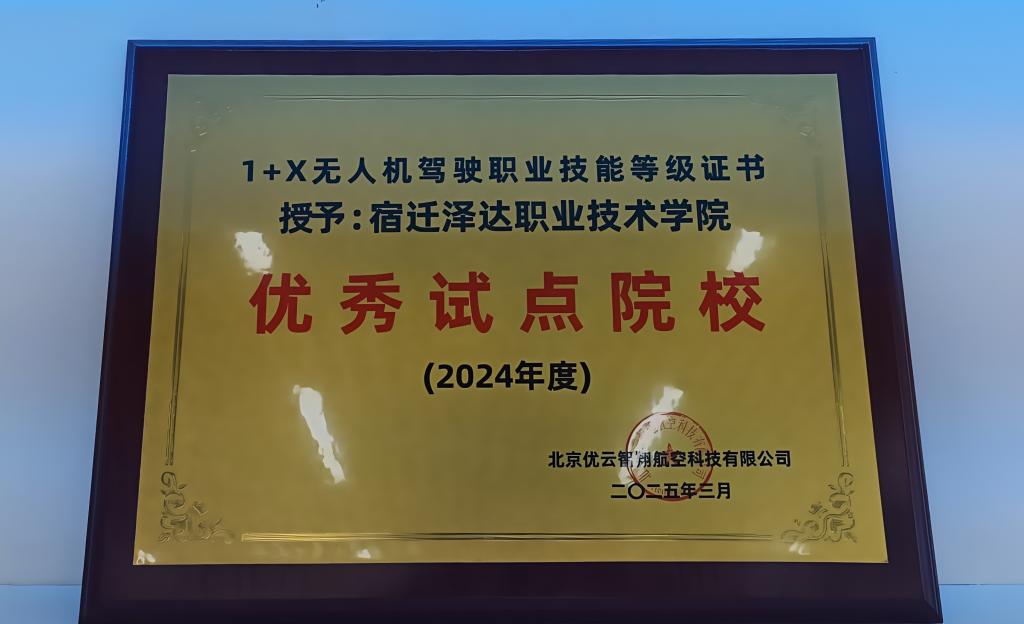 1+X无人机驾驶职业技能等级证书
授予:宿迁泽达职业技术学院
优秀试点院校
(2024年度)
北京优云智翔航空科技有限公司
二〇二五年三月